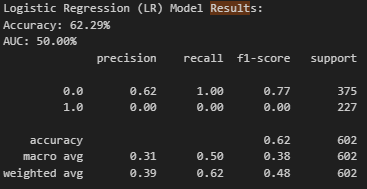 Logistic Regression (LR) Model Results:
Accuracy: 62.29%
AUC: 50.00%
precision recall f1-score support
0.0 0.62 1.00 0.77 375
1.0 0.00 0.00 0.00 227
accuracy 0.62 602
macro avg 0.31 0.50 0.38 602
weighted avg 0.39 0.62 0.48 602